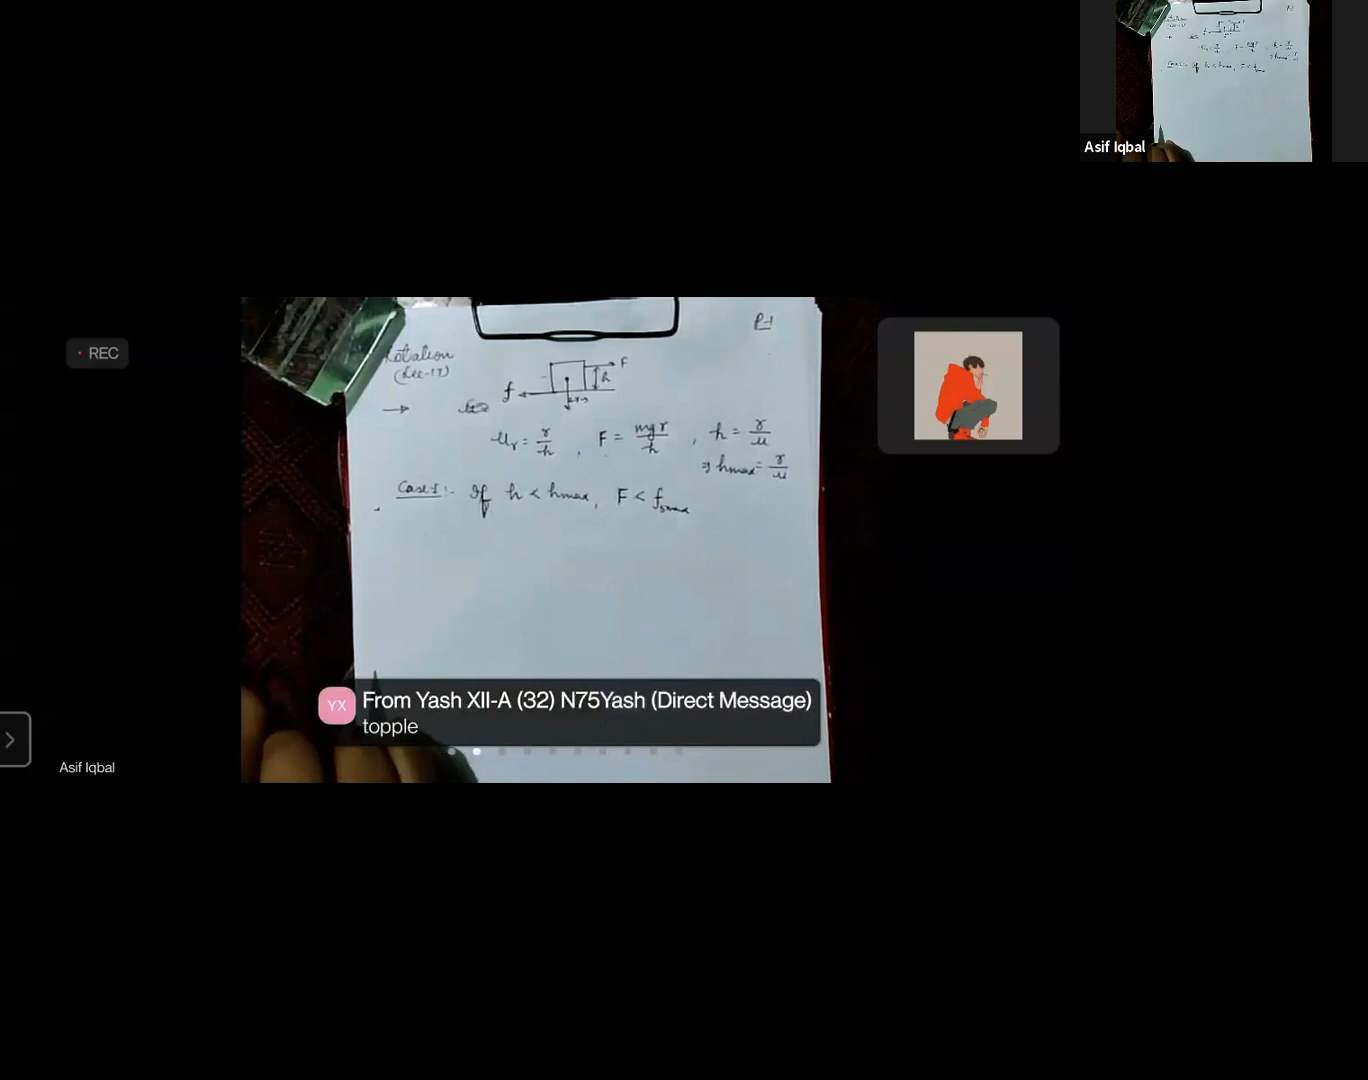 Asif Iqbal
REC
P-1
Rotation
(Lec-17)
F
h
f
r
→
μr = r/h , F = mgr/h , h = r/μ
⇒ hmax = r/μ
Case 1:- If h < hmax, F < fsmax
YX
From Yash XII-A (32) N75Yash (Direct Message)
topple
Asif Iqbal